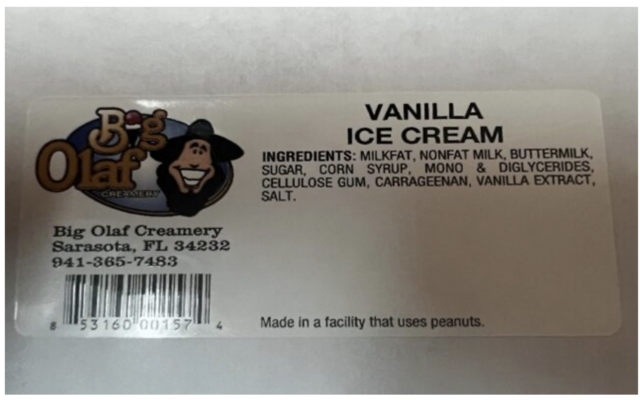 Big
Olaf
CREAMERY
Big Olaf Creamery
Sarasota, FL 34232
941-365-7483
8 53160 00157 4
VANILLA
ICE CREAM
INGREDIENTS: MILKFAT, NONFAT MILK, BUTTERMILK,
SUGAR, CORN SYRUP, MONO & DIGLYCERIDES,
CELLULOSE GUM, CARRAGEENAN, VANILLA EXTRACT,
SALT.
Made in a facility that uses peanuts.